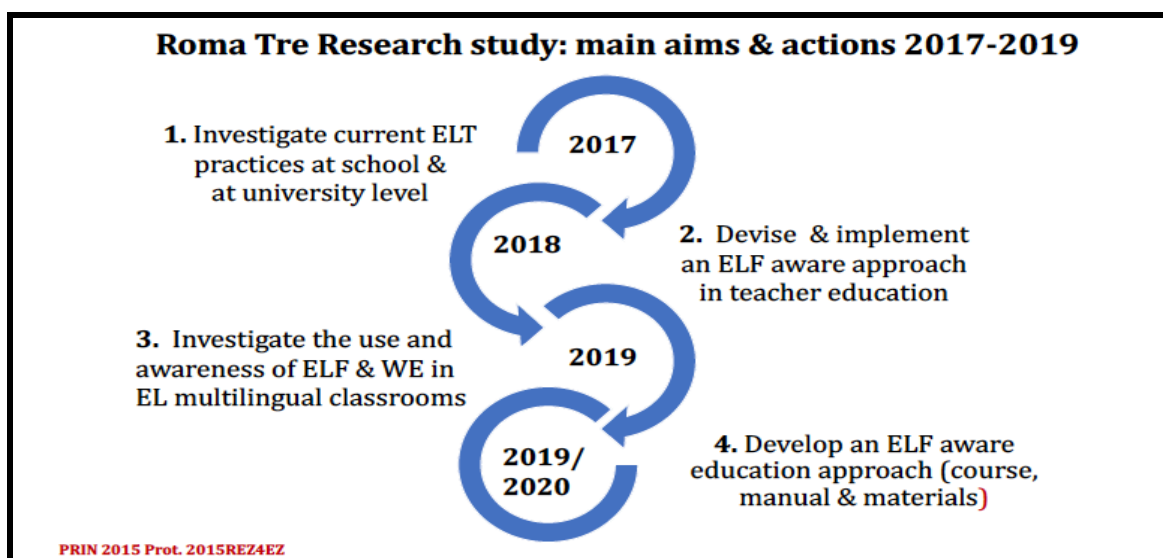 Roma Tre Research study: main aims & actions 2017-2019
1. Investigate current ELT
practices at school &
at university level
2017
2018
2. Devise & implement
an ELF aware approach
in teacher education
3. Investigate the use and
awareness of ELF & WE in
EL multilingual classrooms
2019
2019/
2020
4. Develop an ELF aware
education approach (course,
manual & materials)
PRIN 2015 Prot. 2015REZ4EZ